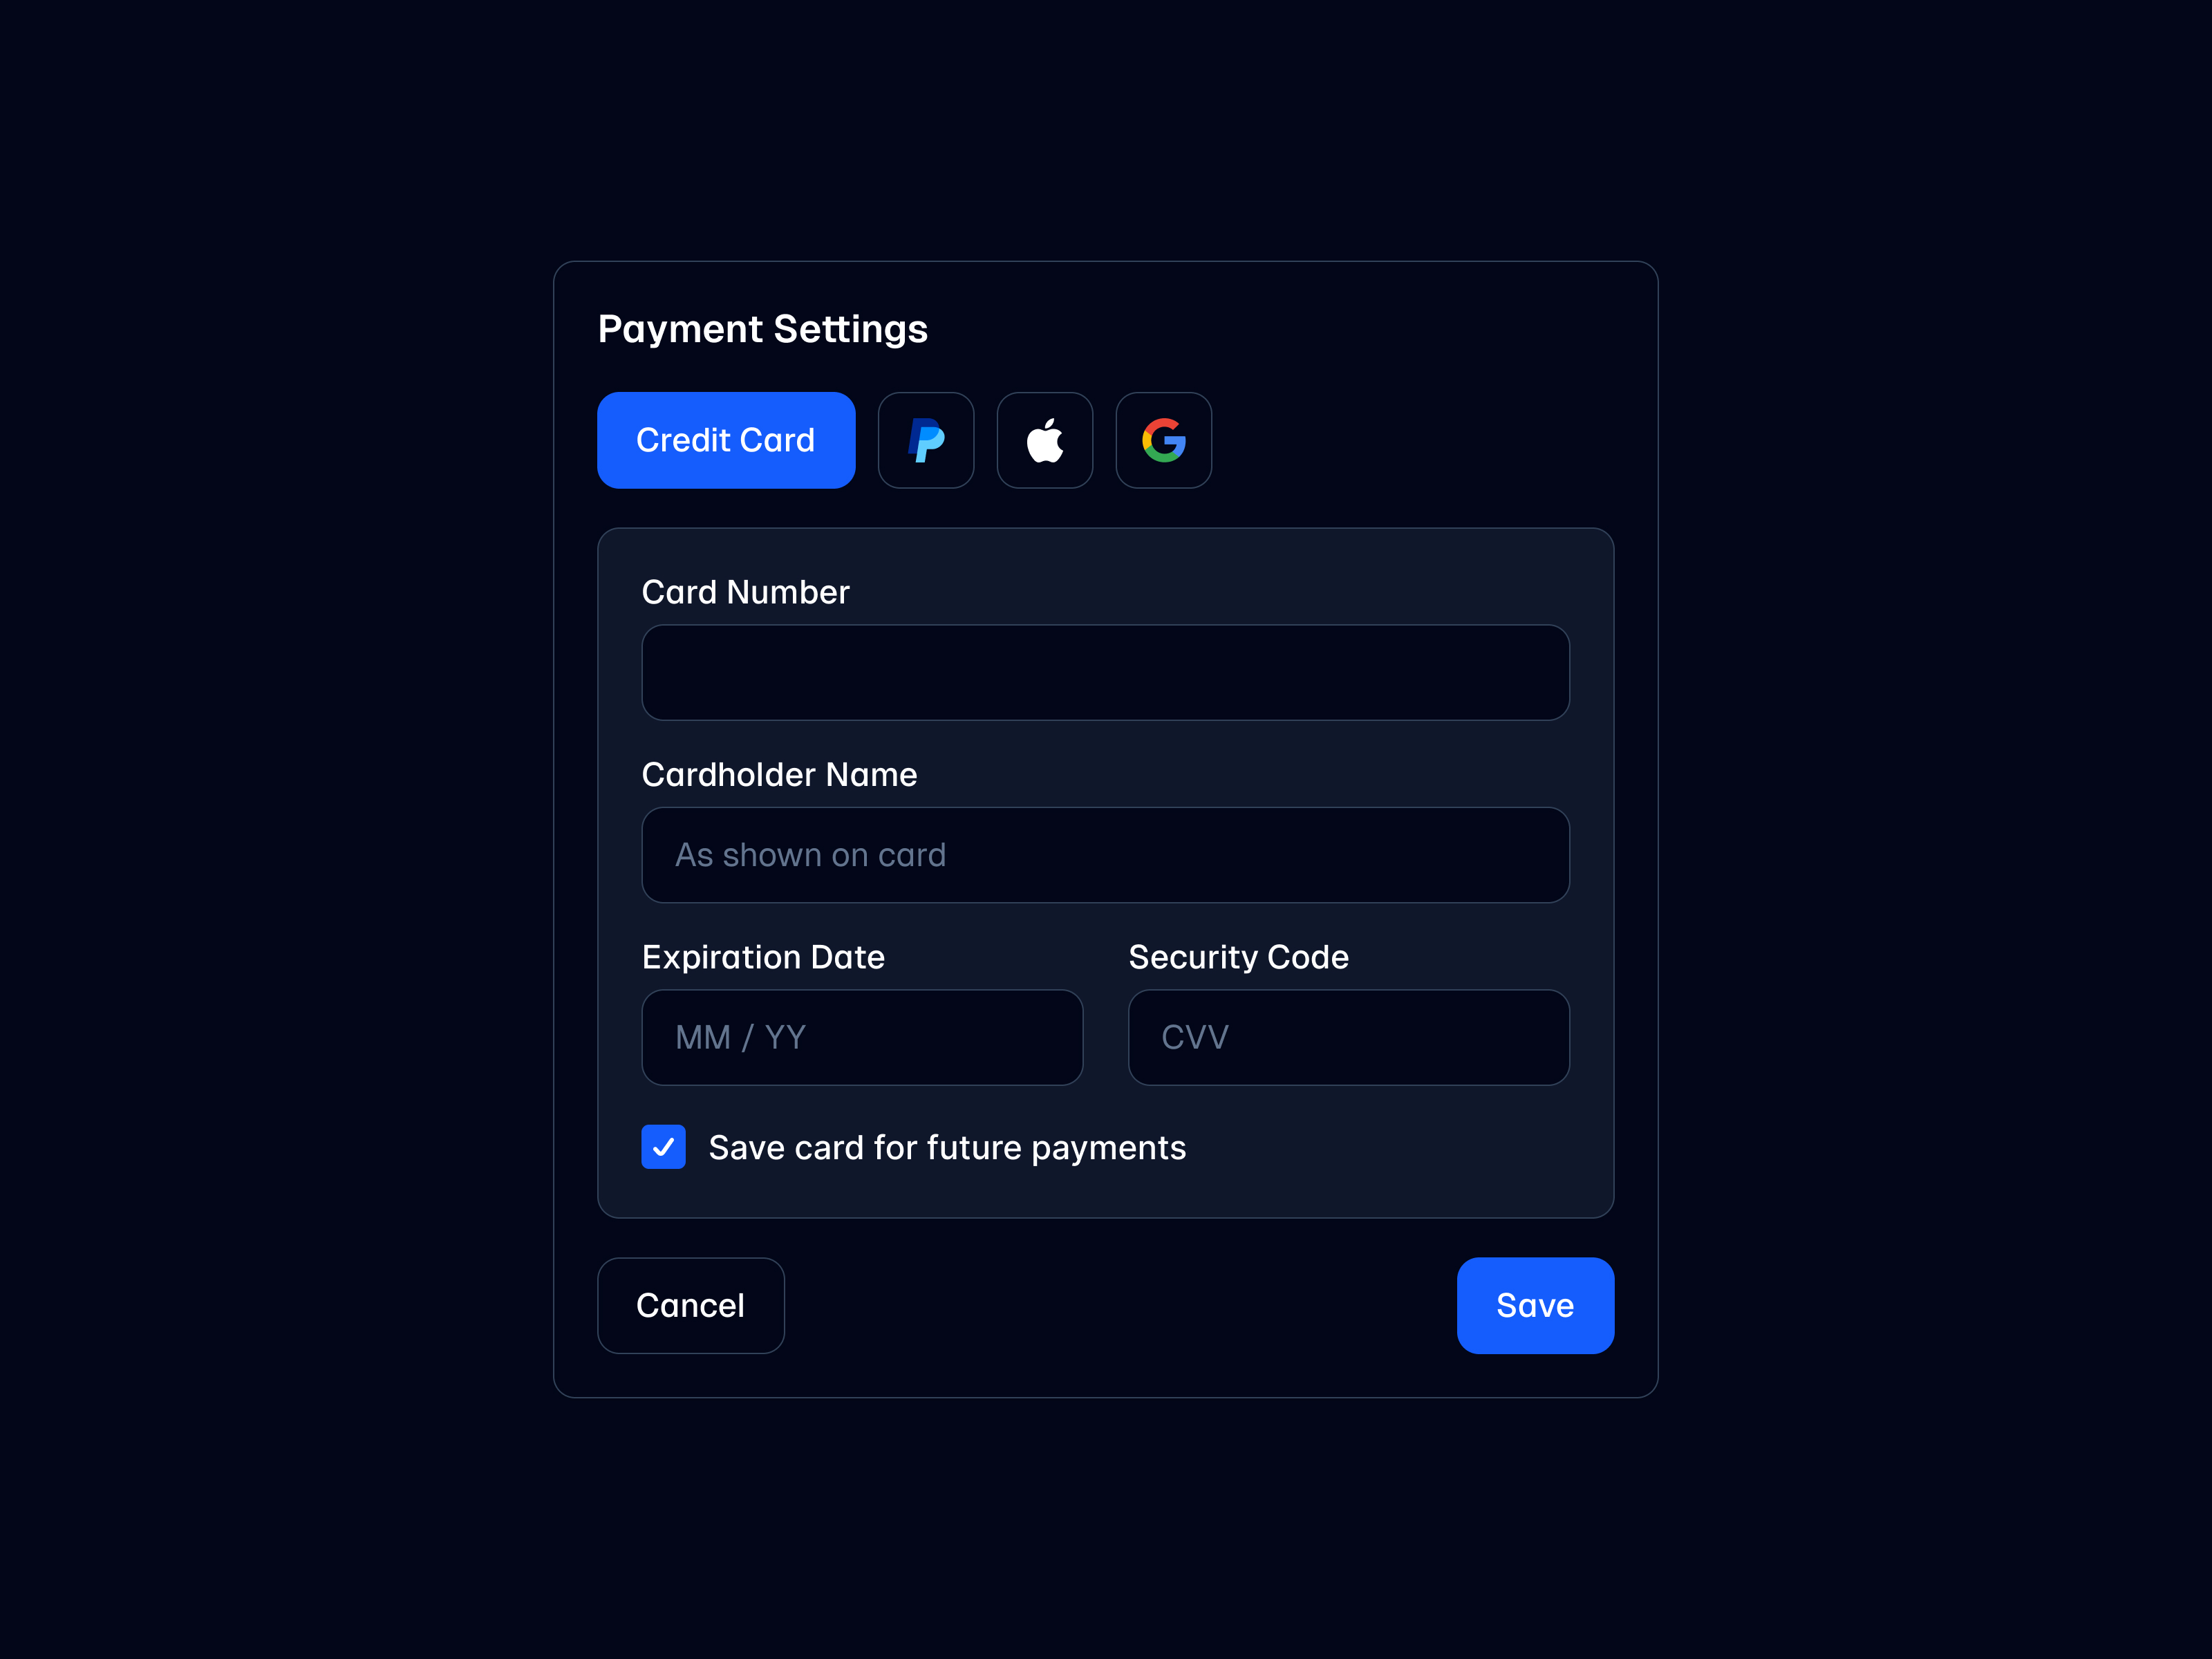 Payment Settings
Credit Card
Card Number
Cardholder Name
As shown on card
Expiration Date
Security Code
MM / YY
CVV
Save card for future payments
Cancel
Save